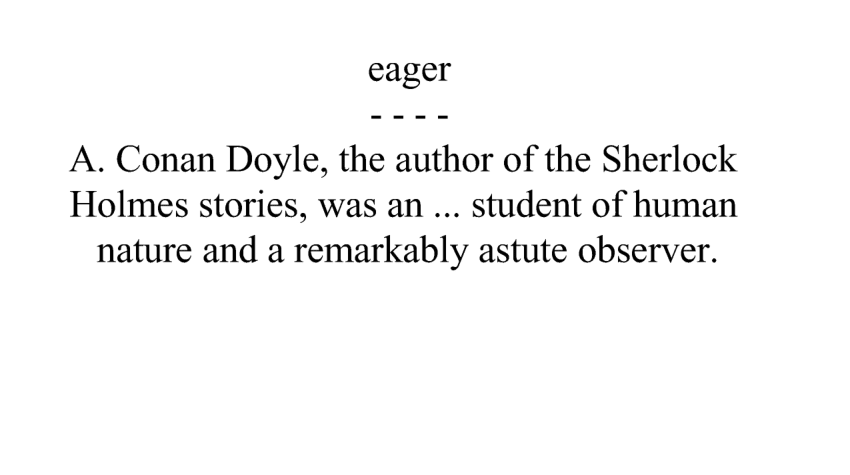 eager
- - - -
A. Conan Doyle, the author of the Sherlock
Holmes stories, was an ... student of human
nature and a remarkably astute observer.